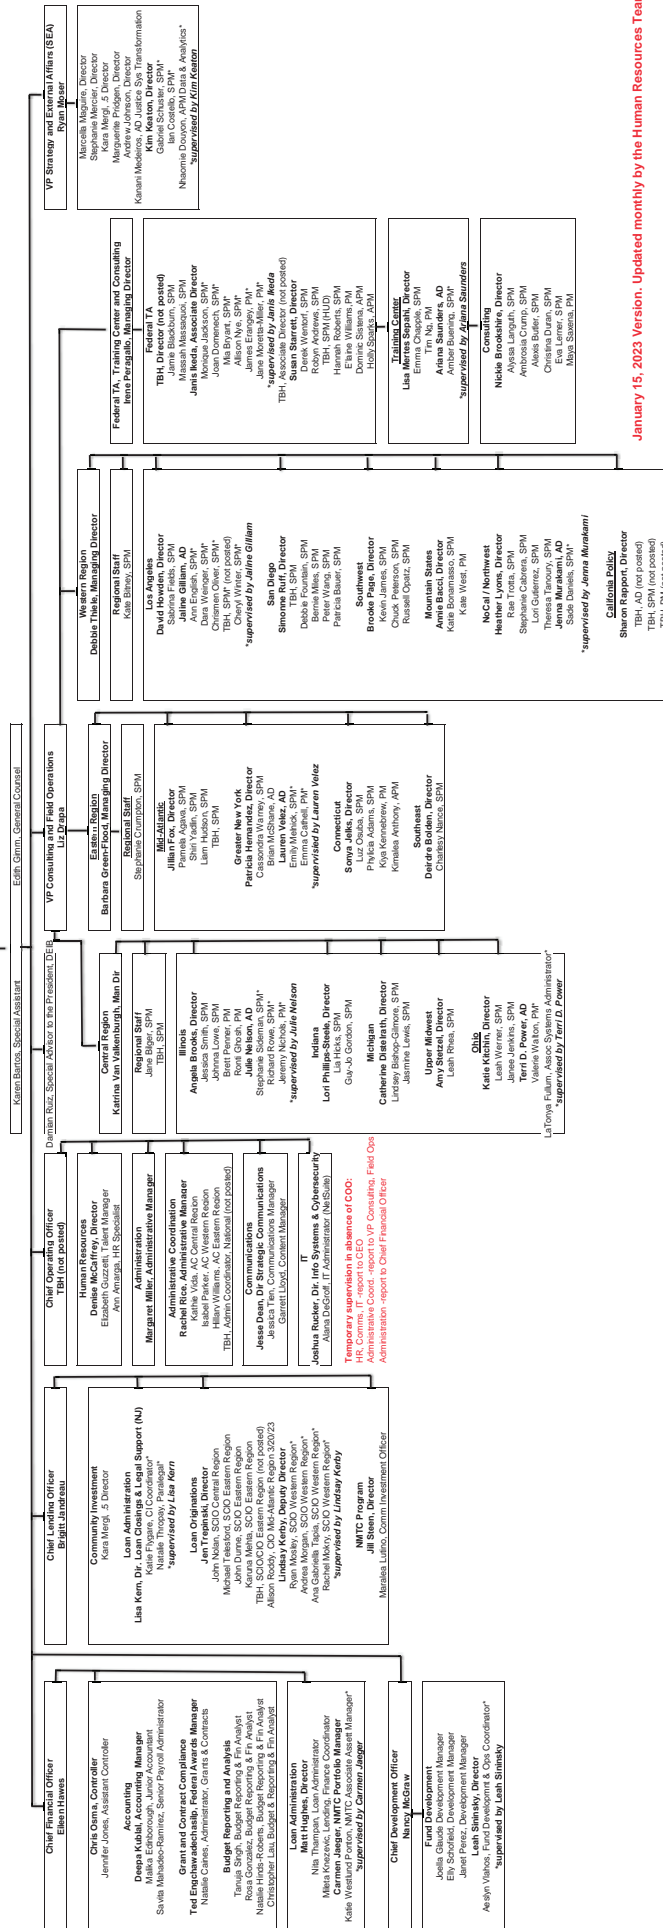 Karen Bartos, Special Assistant
Edith Grimm, General Counsel
Damian Ruiz, Special Advisor to the President, DEIB
Chief Financial Officer
Eileen Hawes
Chris Osma, Controller
Jennifer Jones, Assistant Controller
Accounting
Deepa Kubbal, Accounting Manager
Malika Edinborough, Junior Accountant
Savita Mahadeo-Ramirez, Senior Payroll Administrator
Grant and Contract Compliance
Natalie Caines, Administrator, Grants & Contracts
Budget Reporting and Analysis
Tanuja Singh, Budget Reporting & Fin Analyst
Rosa Gonzalez, Budget Reporting & Fin Analyst
Natalie Hinds-Roberts, Budget Reporting & Fin Analyst
Christopher Lau, Budget & Reporting & Fin Analyst
Loan Administration
Matt Hughes, Director
Nita Thampan, Loan Administrator
Mileta Knezevic, Lending, Finance Coordinator
Carmen Jaeger, NMTC Portfolio Manager
Katie Westlund Ponton, NMTC Associate Assett Manager*
*supervised by Carmen Jaeger
Chief Development Officer
Nancy McGraw
Fund Development
Joella Glaude Development Manager
Elly Schofield, Development Manager
Janet Perez, Development Manager
Leah Sininsky, Director
Aeslyn Vlahos, Fund Developmnt & Ops Coordinator*
*supervised by Leah Sininsky
Chief Lending Officer
Brigitt Jandreau
Community Investment
Kara Mergl, .5 Director
Loan Administration
Lisa Kern, Dir. Loan Closings & Legal Support (NJ)
Katie Flygare, CI Coordinator*
Natalie Thropay, Paralegal*
*supervised by Lisa Kern
Loan Originations
Jen Trepinski, Director
John Nolan, SCIO Central Region
Michael Telesford, SCIO Eastern Region
John Dunne, SCIO Eastern Region
Karuna Mehta, SCIO Eastern Region
TBH, SCIO/CIO Eastern Region (not posted)
Allison Roddy, CIO Mid-Atlantic Region 3/20/23
Lindsay Kerby, Deputy Director
Ryan Mosley, SCIO Western Region*
Andrea Morgan, SCIO Western Region*
Ana Gabriella Tapia, SCIO Western Region*
Rachel Mokry, SCIO Western Region*
*supervised by Lindsay Kerby
NMTC Program
Jill Steen, Director
Maralea Lutino, Comm Investment Officer
Chief Operating Officer
TBH (not posted)
Human Resources
Denise McCaffrey, Director
Elizabeth Guzzetti, Talent Manager
Ann Amarga, HR Specialist
Administration
Margaret Miller, Administrative Manager
Administrative Coordination
Rachel Rice, Administrative Manager
Kathie Vida, AC Central Region
Isabel Parker, AC Western Region
Hillary Williams, AC Eastern Region
TBH, Admin Coordinator, National (not posted)
Communications
Jesse Dean, Dir Strategic Communications
Jessica Tien, Communications Manager
Garrett Lloyd, Content Manager
IT
Joshua Rucker, Dir. Info Systems & Cybersecurity
Alana DeGroff, IT Administrator (NetSuite)
Temporary supervision in absence of COO:
HR, Comms, IT -report to CEO
Administrative Coord. -report to VP Consulting, Field Ops
Administration -report to Chief Financial Officer
VP Consulting and Field Operations
Liz Drapa
Central Region
Katrina Van Valkenburgh, Man Dir
Regional Staff
Jane Bilger, SPM
TBH, SPM
Illinois
Angela Brooks, Director
Jessica Smith, SPM
Johnna Lowe, SPM
Brett Penner, PM
Ronti Ghosh, PM
Julie Nelson, AD
Stephanie Sideman, SPM*
Richard Rowe, SPM*
Jeremy Nichols, PM*
*supervised by Julie Nelson
Indiana
Lori Phillips-Steele, Director
Lia Hicks, SPM
Guy-Jo Gordon, SPM
Michigan
Catherine Distelrath, Director
Lindsey Bishop-Gilmore, SPM
Jasmine Lewis, SPM
Upper Midwest
Amy Stetzel, Director
Leah Rhea, SPM
Ohio
Katie Kitchin, Director
Leah Werner, SPM
Janee Jenkins, SPM
Terri D. Power, AD
Valerie Walton, PM*
LaTonya Fullum, Assoc Systems Administrator*
*supervised by Terri D. Power
Eastern Region
Barbara Green-Flood, Managing Director
Regional Staff
Stephanie Crumpton, SPM
Mid-Atlantic
Jillian Fox, Director
Pamela Agava, SPM
Shiri Yadlin, SPM
Liam Hudson, SPM
TBH, SPM
Greater New York
Patricia Hernandez, Director
Cassondra Warney, SPM
Brian McShane, AD
Lauren Velez, AD
Emily Melnick, SPM*
Emma Cathell, PM*
*supervisied by Lauren Velez
Connecticut
Sonya Jelks, Director
Luz Osuba, SPM
Phylicia Adams, SPM
Kiya Kennebrew, PM
Kimalea Anthony, APM
Southeast
Deirdre Bolden, Director
Charlesy Nance, SPM
Western Region
Debbie Thiele, Managing Director
Regional Staff
Kate Bitney, SPM
Los Angeles
David Howden, Director
Sabrina Fields, SPM
Jaline Gilliam, AD
Ann English, SPM*
Dara Weinger, SPM*
Chrismen Oliver, SPM*
TBH, SPM* (not posted)
Cheryl Winter, SPM*
*supervised by Jaline Gilliam
San Diego
Simonne Ruff, Director
TBH, SPM
Debbie Fountain, SPM
Bernie Miles, SPM
Peter Wang, SPM
Patricia Bauer, SPM
Southwest
Brooke Page, Director
Kevin James, SPM
Chuck Peterson, SPM
Russell Opatz, SPM
Mountain States
Annie Bacci, Director
Katie Bonamasso, SPM
Kate West, PM
NoCal / Northwest
Heather Lyons, Director
Rae Trotta, SPM
Stephanie Cabrera, SPM
Lori Gutierrez, SPM
Theresa Tanoury, SPM
Jenna Murakami, AD
Sade Daniels, SPM*
*supervised by Jenna Murakami
Califonia Policy
Sharon Rapport, Director
TBH, AD (not posted)
TBH, SPM (not posted)
Federal TA, Training Center and Consulting
Irene Peragallo, Managing Director
Federal TA
TBH, Director (not posted)
Jamie Blackburn, SPM
Massiah Massaquoi, SPM
Janis Ikeda, Associate Director
Monique Jackson, SPM*
Joan Domenech, SPM*
Mia Bryant, SPM*
Allison Nye, SPM*
James Erangey, PM*
Jane Moretta-Miller, PM*
*supervised by Janis Ikeda
TBH, Associate Director (not posted)
Susan Starrett, Director
Derek Wentorf, SPM
Robyn Andrews, SPM
TBH, SPM (HUD)
Hannah Roberts, SPM
E'laine Williams, PM
Dominic Sistena, APM
Holly Sparks, APM
Training Center
Lisa Mertes Sepahi, Director
Emma Chapple, SPM
Tim Ng, PM
Ariana Saunders, AD
Amber Buening, SPM*
*supervised by Ariana Saunders
Consulting
Nickie Brookshire, Director
Alyssa Languth, SPM
Ambrosia Crump, SPM
Alexis Butler, SPM
Christina Duran, SPM
Eva Lerner, SPM
Maya Saxena, PM
VP Strategy and External Affiars (SEA)
Ryan Moser
Marcella Maguire, Director
Stephanie Mercier, Director
Kara Mergl, .5 Director
Marguerite Pridgen, Director
Andrew Johnson, Director
Kanani Medeiros, AD Justice Sys Transformation
Kim Keaton, Director
Gabriel Schuster, SPM*
Ian Costello, SPM*
Nhaomie Douyon, APM Data & Analytics*
*supervised by Kim Keaton
January 15, 2023 Version. Updated monthly by the Human Resources